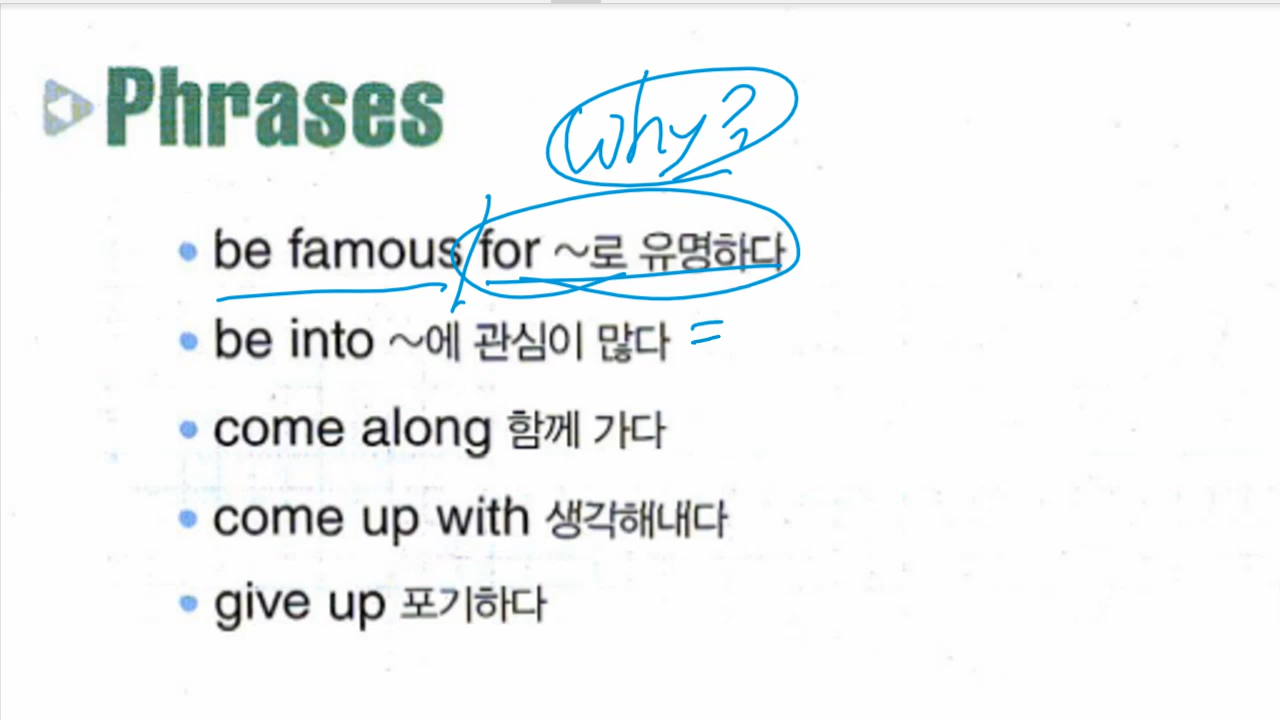 Phrases
why?
be famous for ~로 유명하다
be into ~에 관심이 많다 =
come along 함께 가다
come up with 생각해내다
give up 포기하다